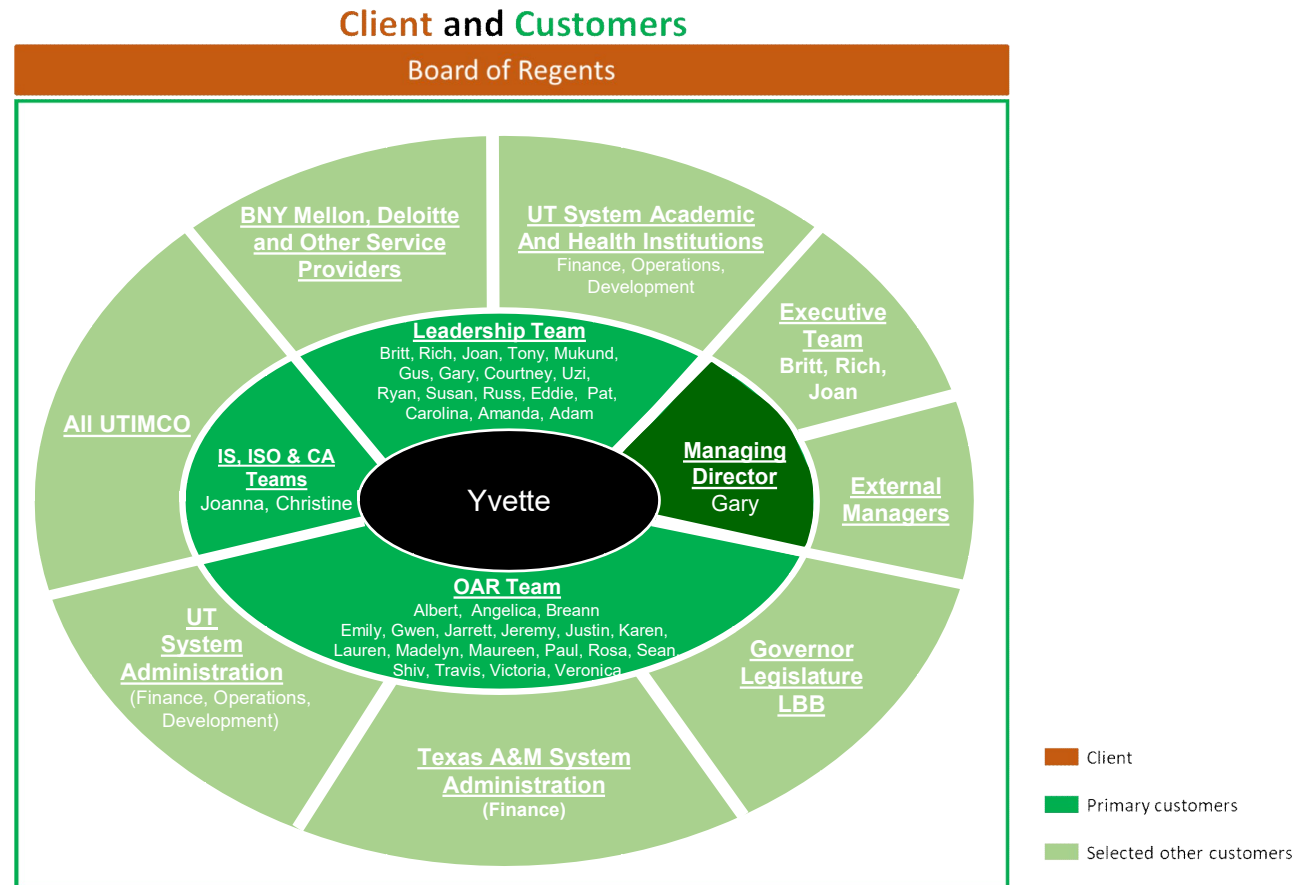 Client and Customers
Board of Regents
BNY Mellon, Deloitte
and Other Service
Providers
UT System Academic
And Health Institutions
Finance, Operations,
Development
Executive
Team
Britt, Rich,
Joan
Leadership Team
Britt, Rich, Joan, Tony, Mukund,
Gus, Gary, Courtney, Uzi,
Ryan, Susan, Russ, Eddie, Pat,
Carolina, Amanda, Adam
All UTIMCO
IS, ISO & CA
Teams
Joanna, Christine
Yvette
Managing
Director
Gary
External
Managers
OAR Team
Albert, Angelica, Breann
Emily, Gwen, Jarrett, Jeremy, Justin, Karen,
Lauren, Madelyn, Maureen, Paul, Rosa, Sean
Shiv, Travis, Victoria, Veronica
UT
System
Administration
(Finance, Operations,
Development)
Governor
Legislature
LBB
Texas A&M System
Administration
(Finance)
Client
Primary customers
Selected other customers